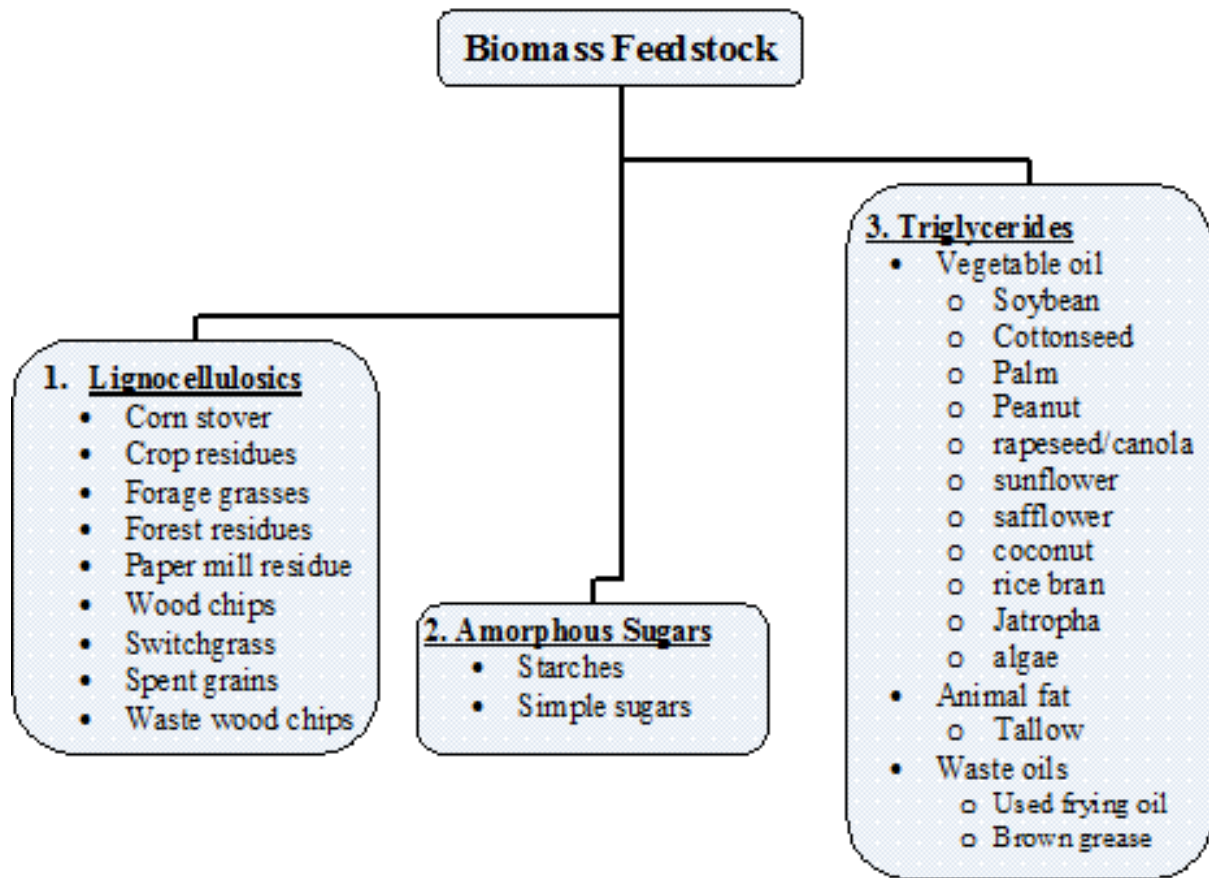 Biomass Feedstock
1. Lignocellulosics
• Corn stover
• Crop residues
• Forage grasses
• Forest residues
• Paper mill residue
• Wood chips
• Switchgrass
• Spent grains
• Waste wood chips
2. Amorphous Sugars
• Starches
• Simple sugars
3. Triglycerides
• Vegetable oil
o Soybean
o Cottonseed
o Palm
o Peanut
o rapeseed/canola
o sunflower
o safflower
o coconut
o rice bran
o Jatropha
o algae
• Animal fat
o Tallow
• Waste oils
o Used frying oil
o Brown grease